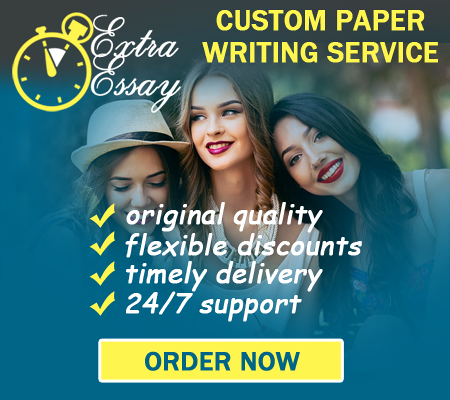 Extra
Essay
CUSTOM PAPER
WRITING SERVICE
original quality
flexible discounts
timely delivery
24/7 support
ORDER NOW